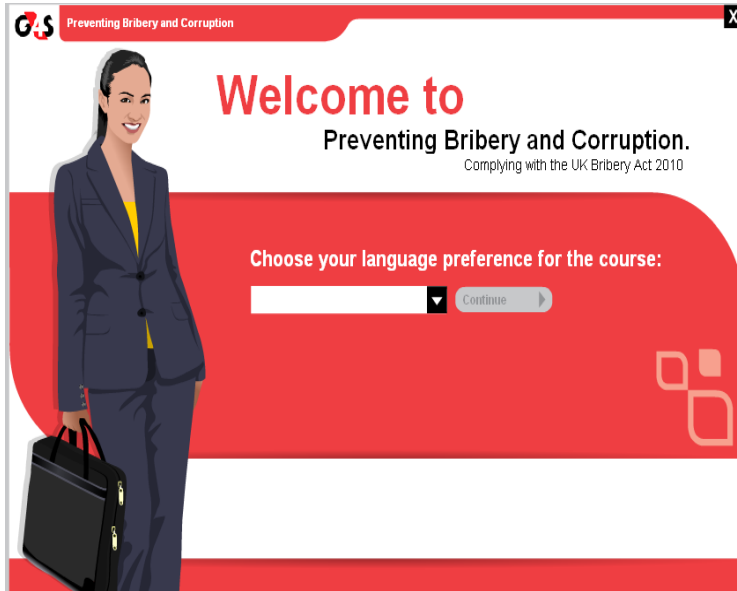 G4S
Preventing Bribery and Corruption
X
Welcome to
Preventing Bribery and Corruption.
Complying with the UK Bribery Act 2010
Choose your language preference for the course:
Continue